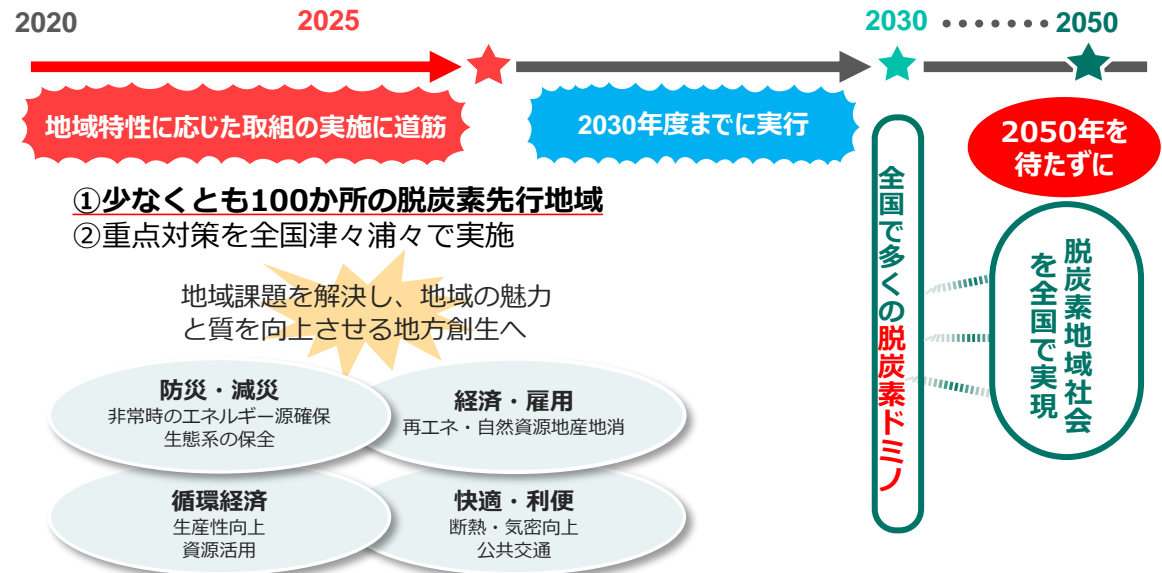 2020
2025
2030 ・・・・・・・ 2050
地域特性に応じた取組の実施に道筋
2030年度までに実行
2050年を
待たずに
①少なくとも100か所の脱炭素先行地域
②重点対策を全国津々浦々で実施
地域課題を解決し、地域の魅力
と質を向上させる地方創生へ
防災・減災
非常時のエネルギー源確保
生態系の保全
経済・雇用
再エネ・自然資源地産地消
循環経済
生産性向上
資源活用
快適・利便
断熱・気密向上
公共交通
全国で多くの脱炭素ドミノ
脱炭素地域社会
を全国で実現